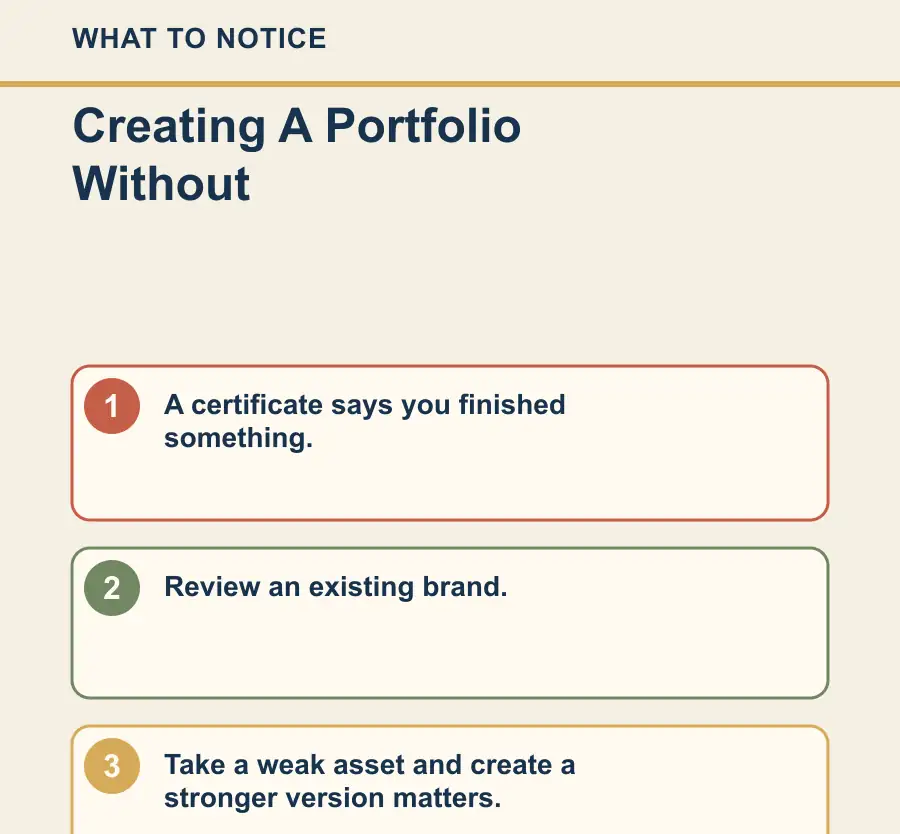 WHAT TO NOTICE
Creating A Portfolio
Without
1
A certificate says you finished
something.
2
Review an existing brand.
3
Take a weak asset and create a
stronger version matters.